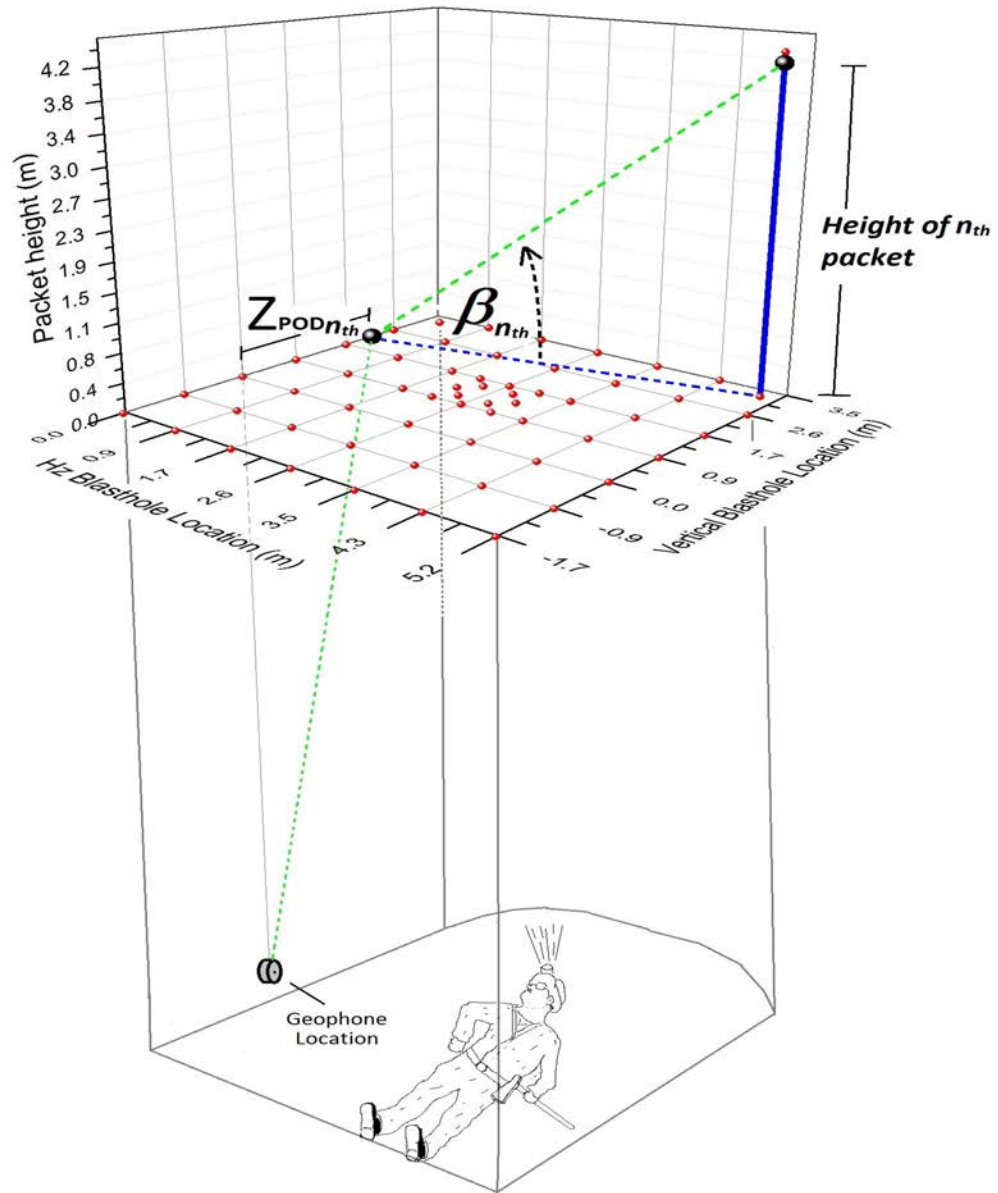 4.2
3.8
3.4
3.0
2.7
2.3
1.9
1.5
1.1
0.8
0.4
0.0
Packet height (m)
Height of nth
packet
ZPODnth
βnth
0.0
0.9
1.7
2.6
3.5
4.3
5.2
Hz Blasthole Location (m)
-1.7
-0.9
0.0
0.9
1.7
2.6
3.5
Vertical Blasthole Location (m)
Geophone
Location